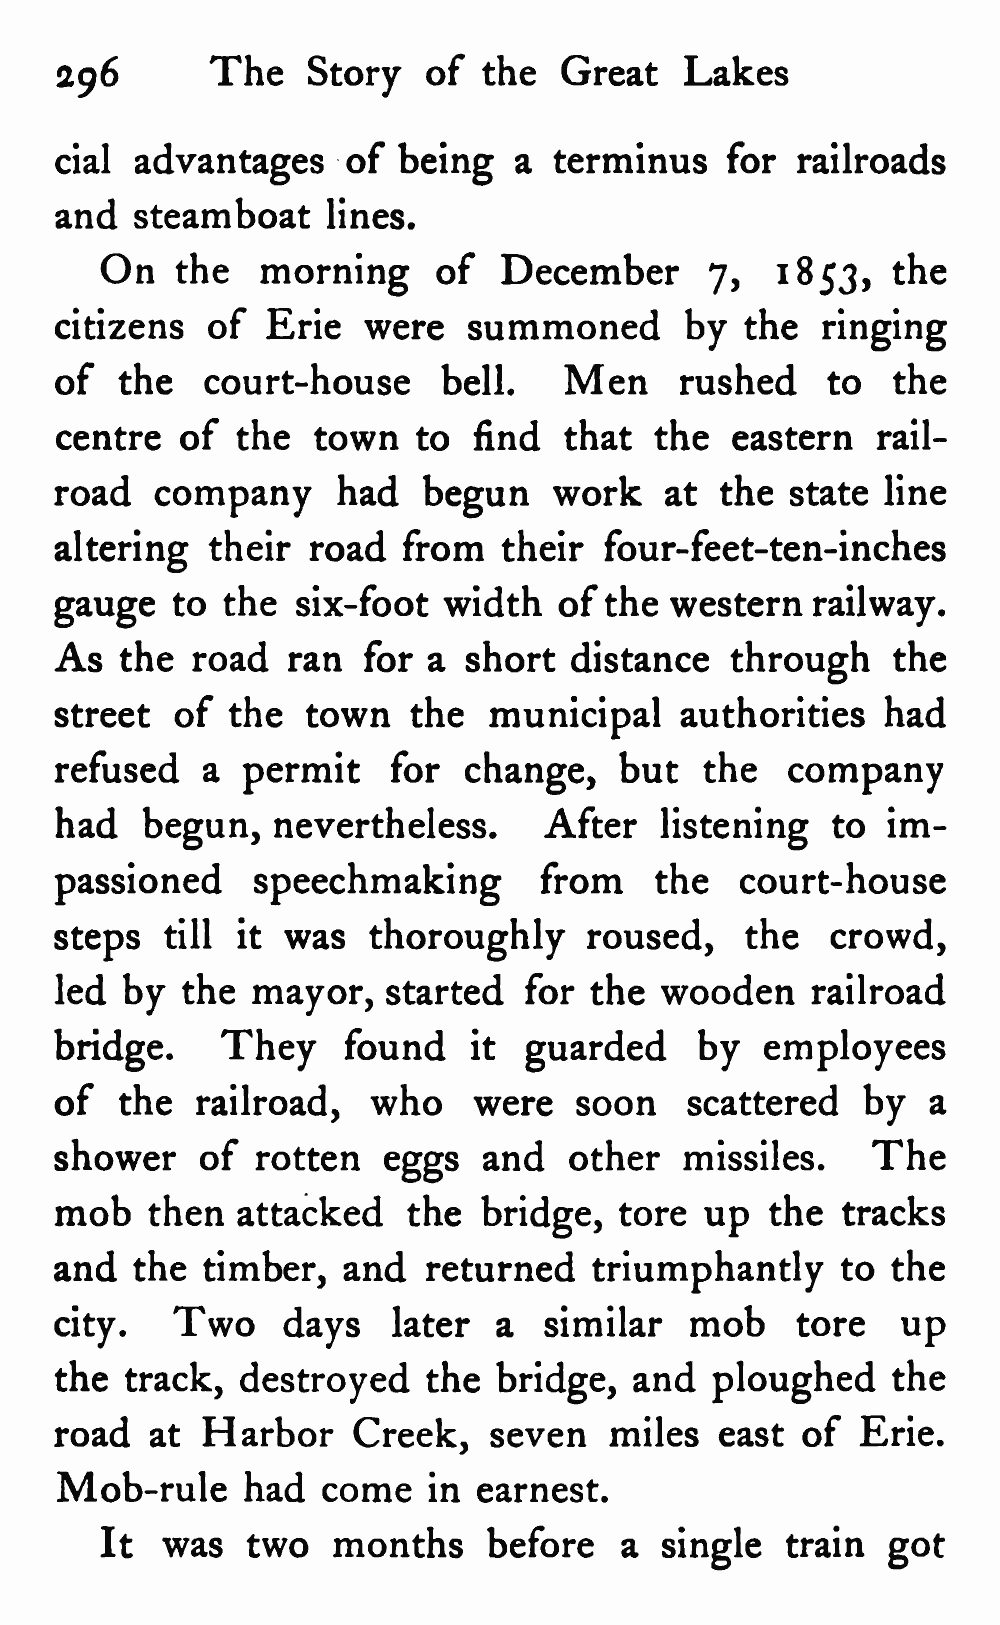 296 The Story of the Great Lakes
cial advantages of being a terminus for railroads
and steamboat lines.
On the morning of December 7, 1853, the
citizens of Erie were summoned by the ringing
of the court-house bell. Men rushed to the
centre of the town to find that the eastern rail-
road company had begun work at the state line
altering their road from their four-feet-ten-inches
gauge to the six-foot width of the western railway.
As the road ran for a short distance through the
street of the town the municipal authorities had
refused a permit for change, but the company
had begun, nevertheless. After listening to im-
passioned speechmaking from the court-house
steps till it was thoroughly roused, the crowd,
led by the mayor, started for the wooden railroad
bridge. They found it guarded by employees
of the railroad, who were soon scattered by a
shower of rotten eggs and other missiles. The
mob then attacked the bridge, tore up the tracks
and the timber, and returned triumphantly to the
city. Two days later a similar mob tore up
the track, destroyed the bridge, and ploughed the
road at Harbor Creek, seven miles east of Erie.
Mob-rule had come in earnest.
It was two months before a single train got